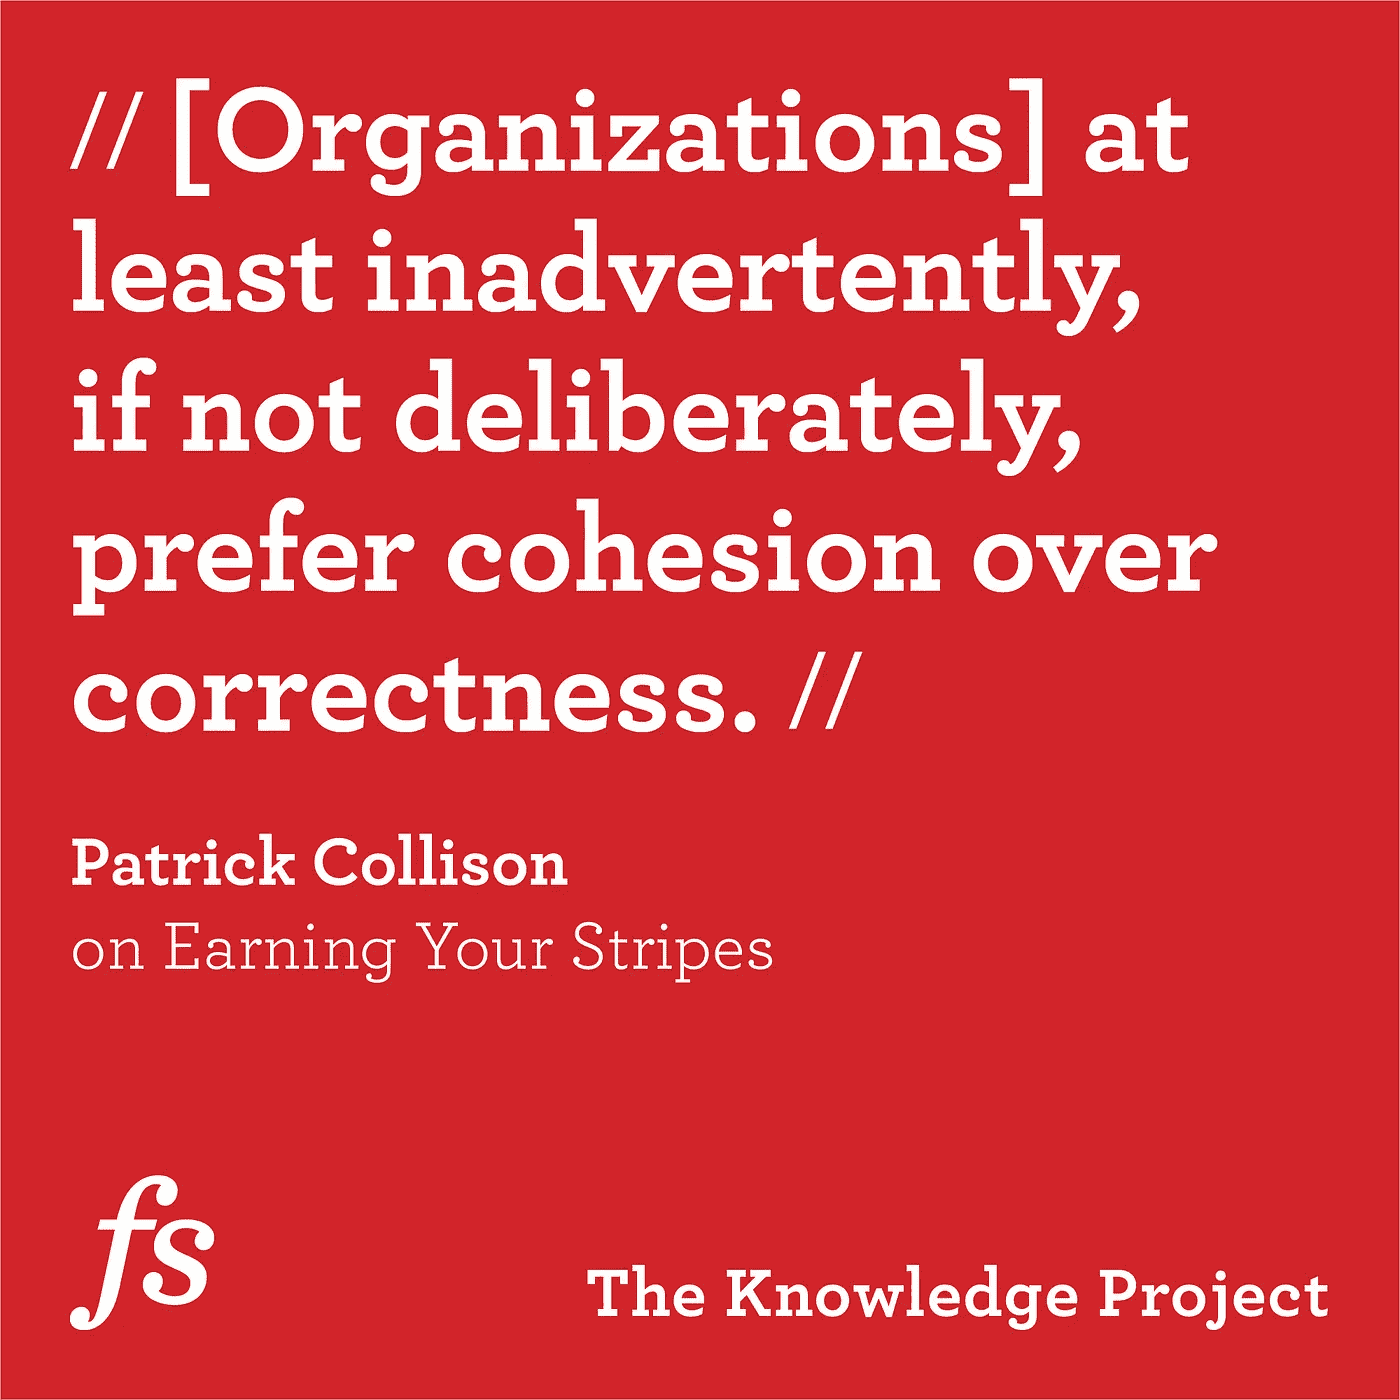 // [Organizations] at
least inadvertently,
if not deliberately,
prefer cohesion over
correctness. //
Patrick Collison
on Earning Your Stripes
fs
The Knowledge Project